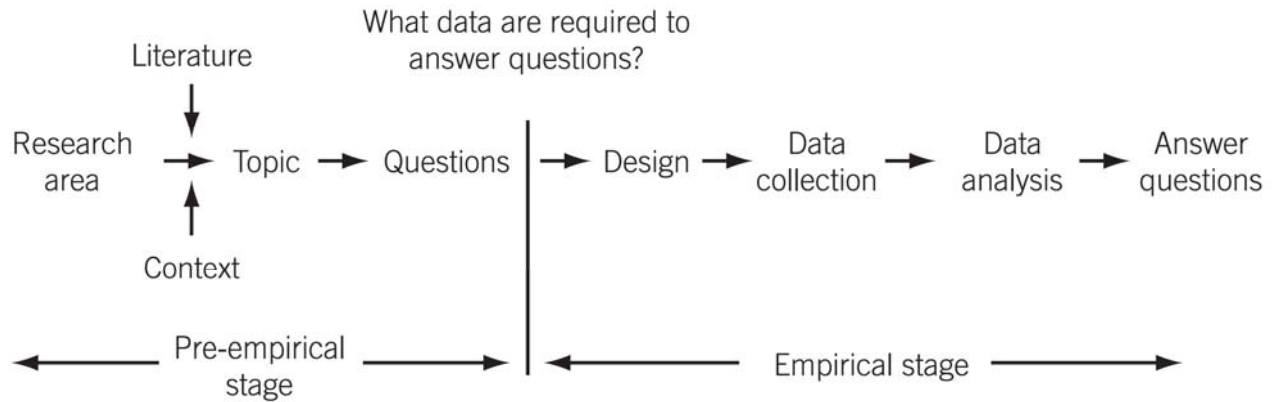 What data are required to
answer questions?
Literature
Research
area
Topic
Questions
Design
Data
collection
Data
analysis
Answer
questions
Context
Pre-empirical
stage
Empirical stage